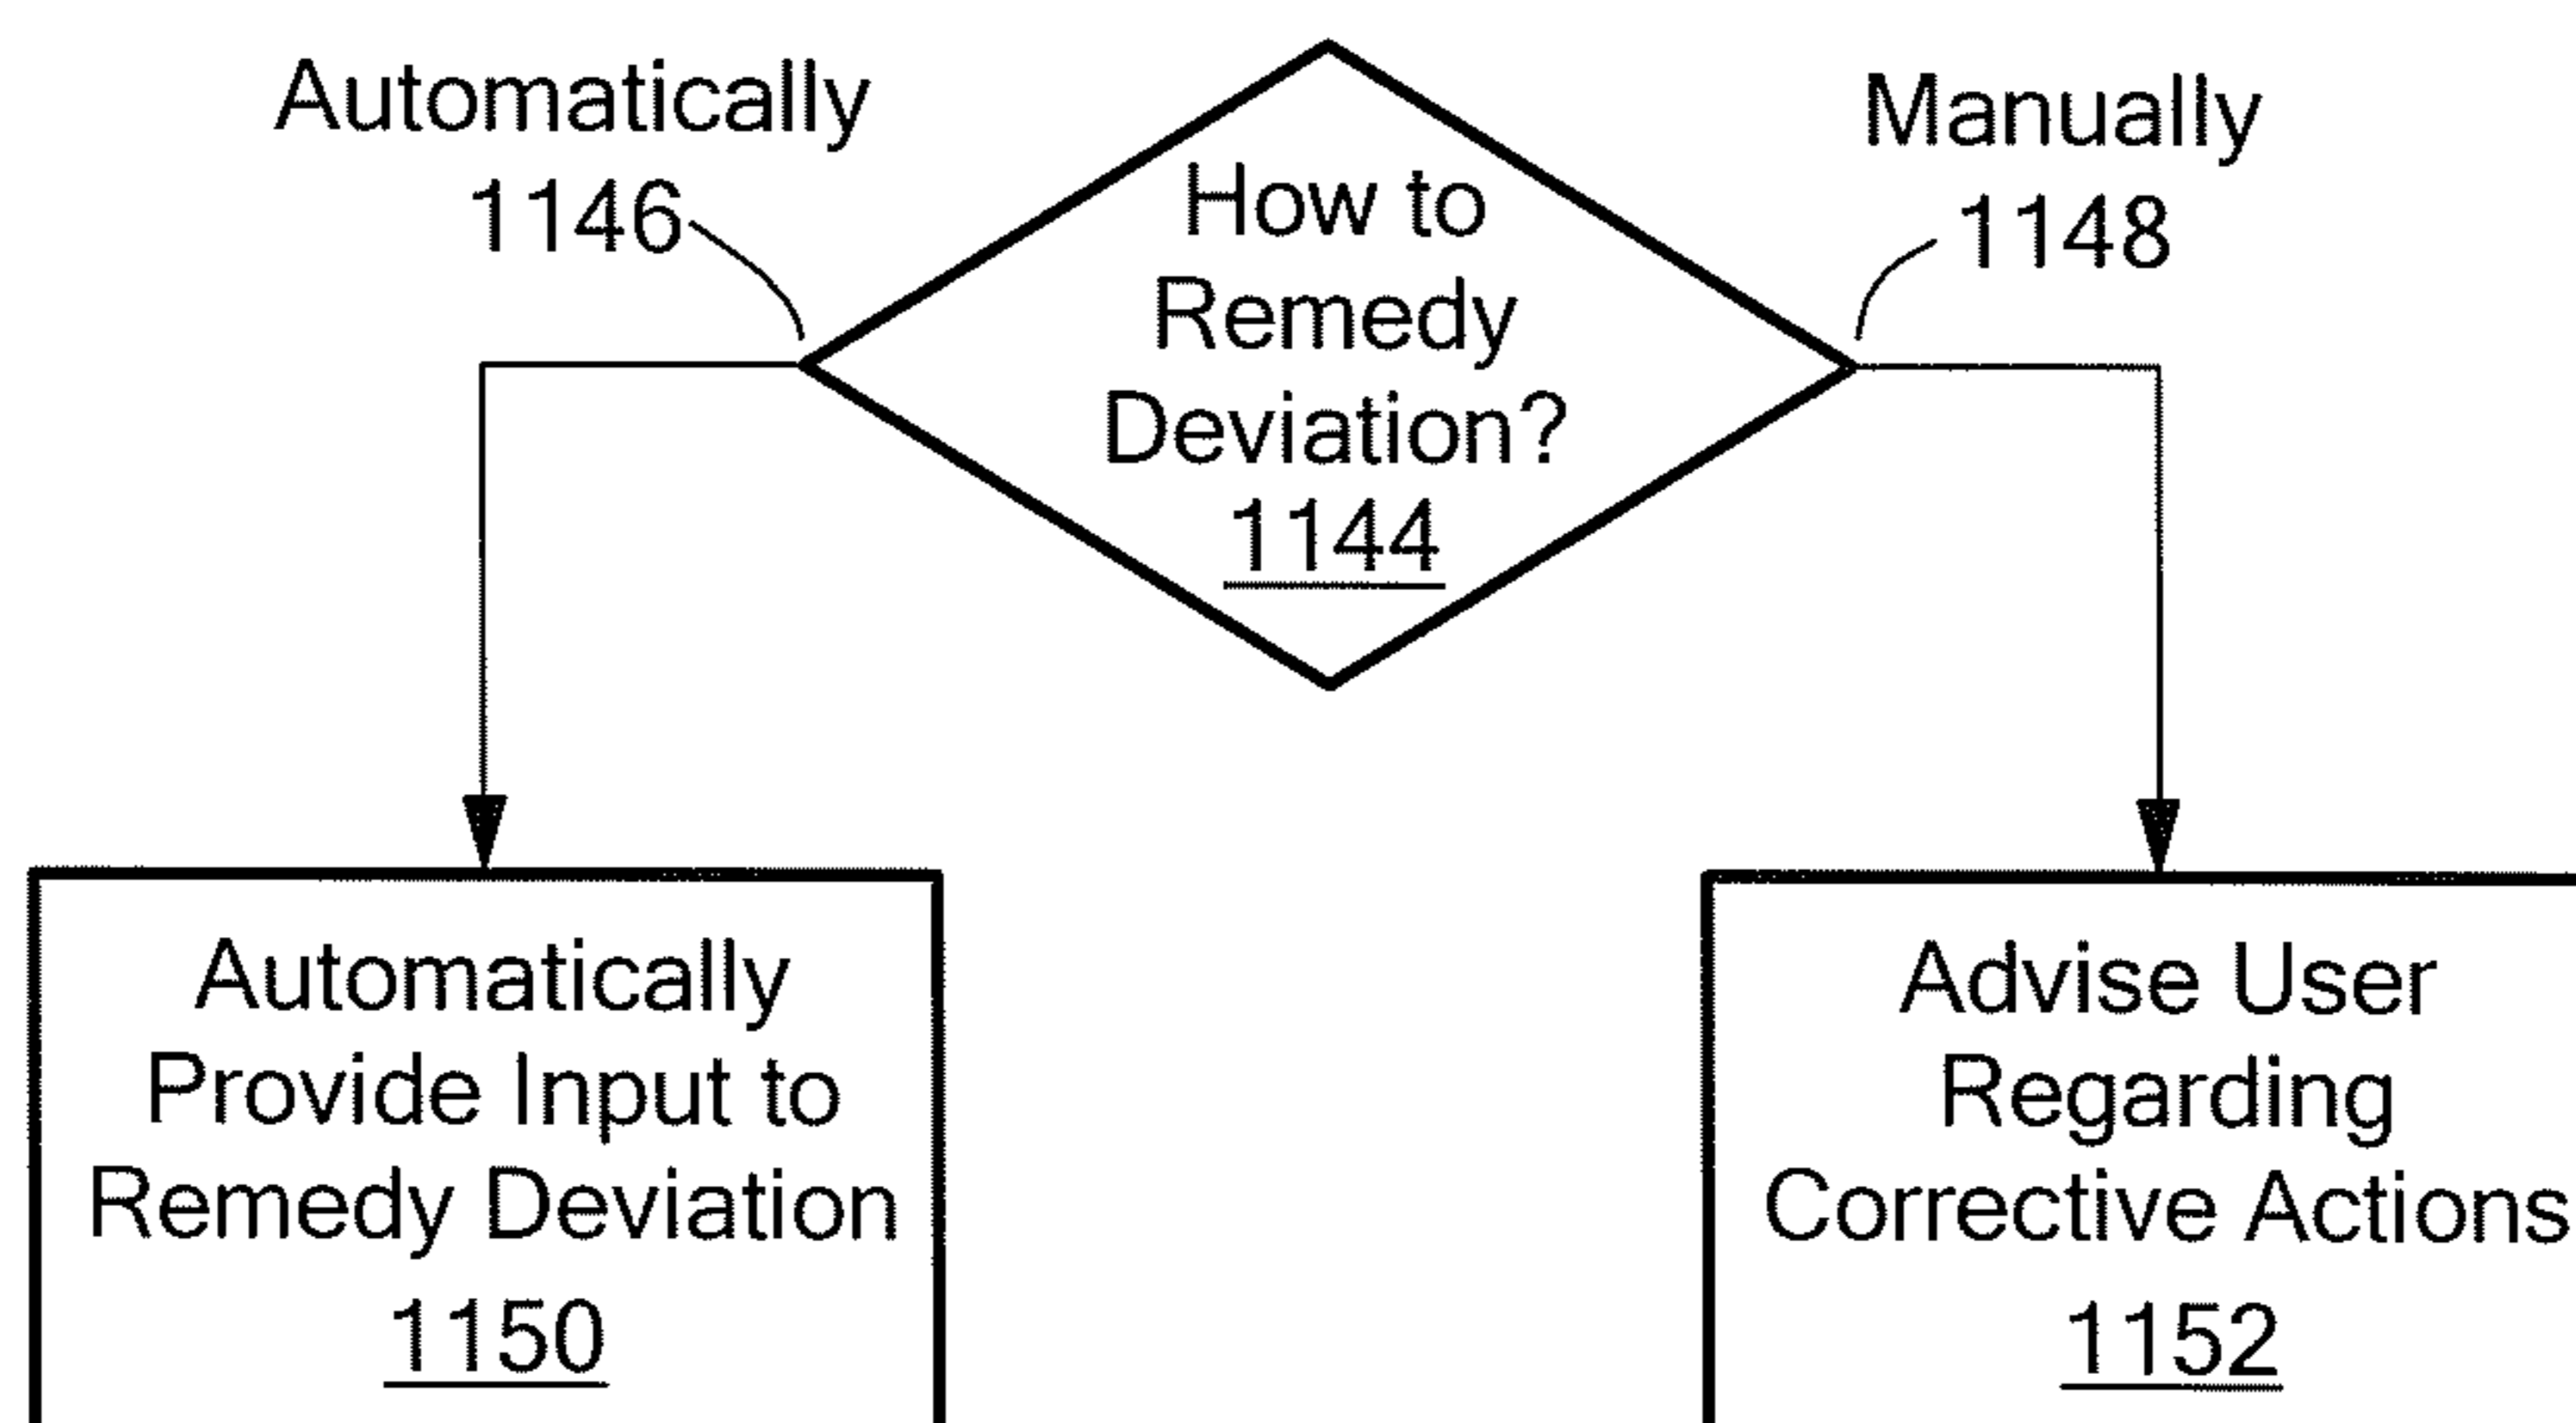 Automatically
1146
How to
Remedy
Deviation?
1144
Manually
1148
Automatically
Provide Input to
Remedy Deviation
1150
Advise User
Regarding
Corrective Actions
1152